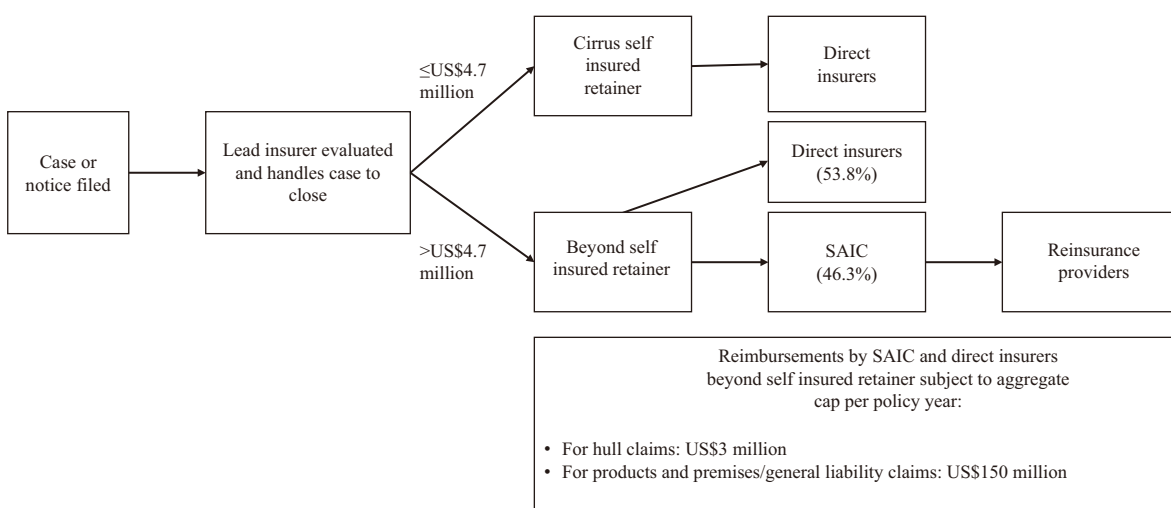 Case or
notice filed
Lead insurer evaluated
and handles case to
close
≤US$4.7
million
>US$4.7
million
Cirrus self
insured
retainer
Direct
insurers
Direct insurers
(53.8%)
Beyond self
insured retainer
SAIC
(46.3%)
Reinsurance
providers
Reimbursements by SAIC and direct insurers
beyond self insured retainer subject to aggregate
cap per policy year:
• For hull claims: US$3 million
• For products and premises/general liability claims: US$150 million